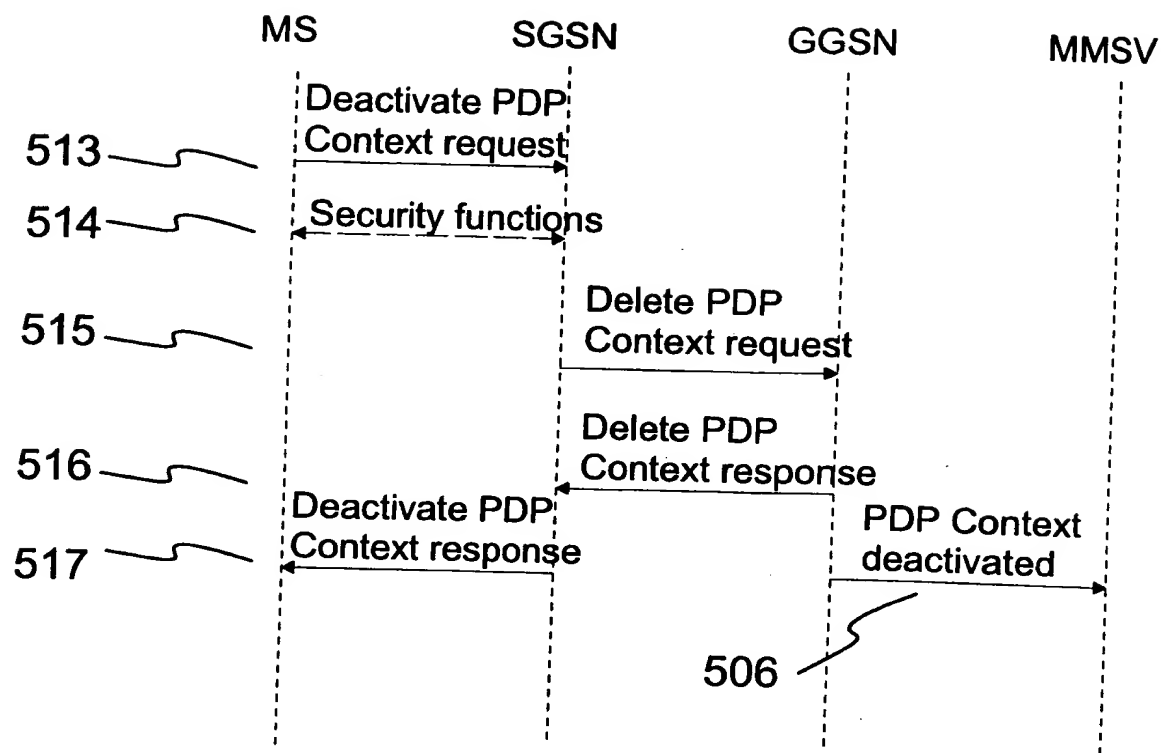 MS SGSN GGSN MMSV
Deactivate PDP
Context request
513
Security functions
514
Delete PDP
Context request
515
Delete PDP
Context response
516
Deactivate PDP
Context response
517
PDP Context
deactivated
506